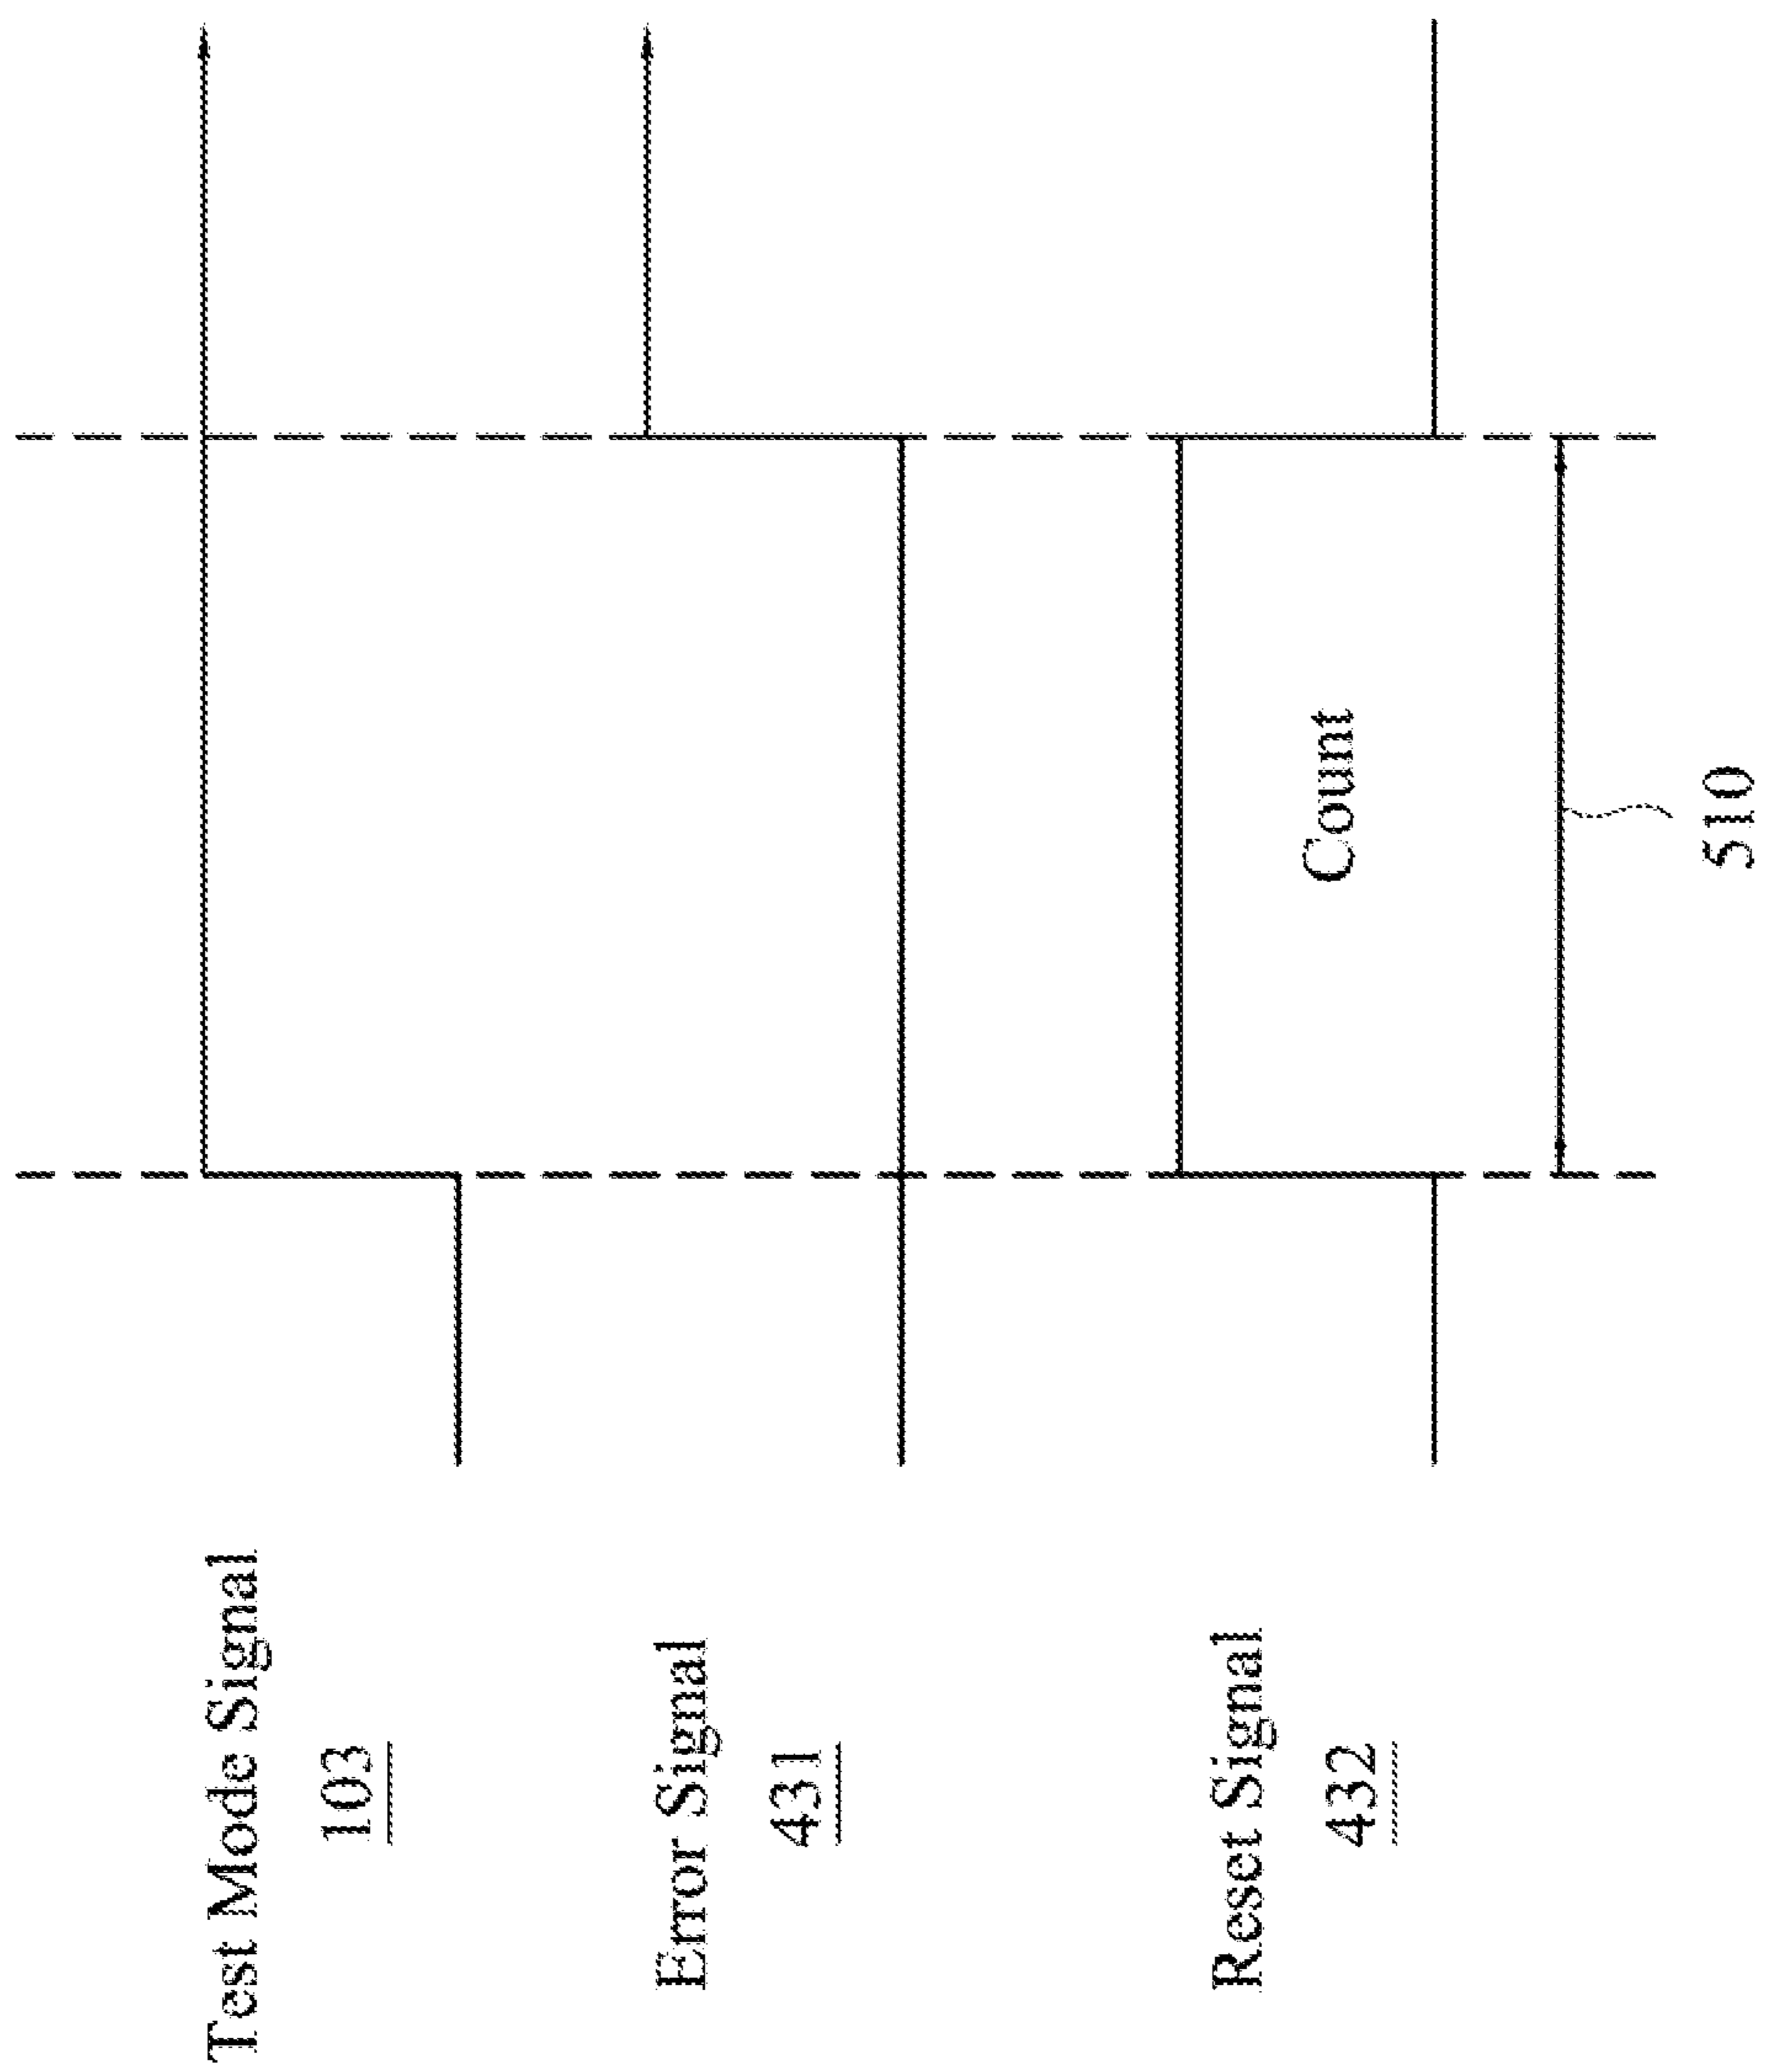 Test Mode Signal
103
Error Signal
431
Reset Signal
432
Count
510